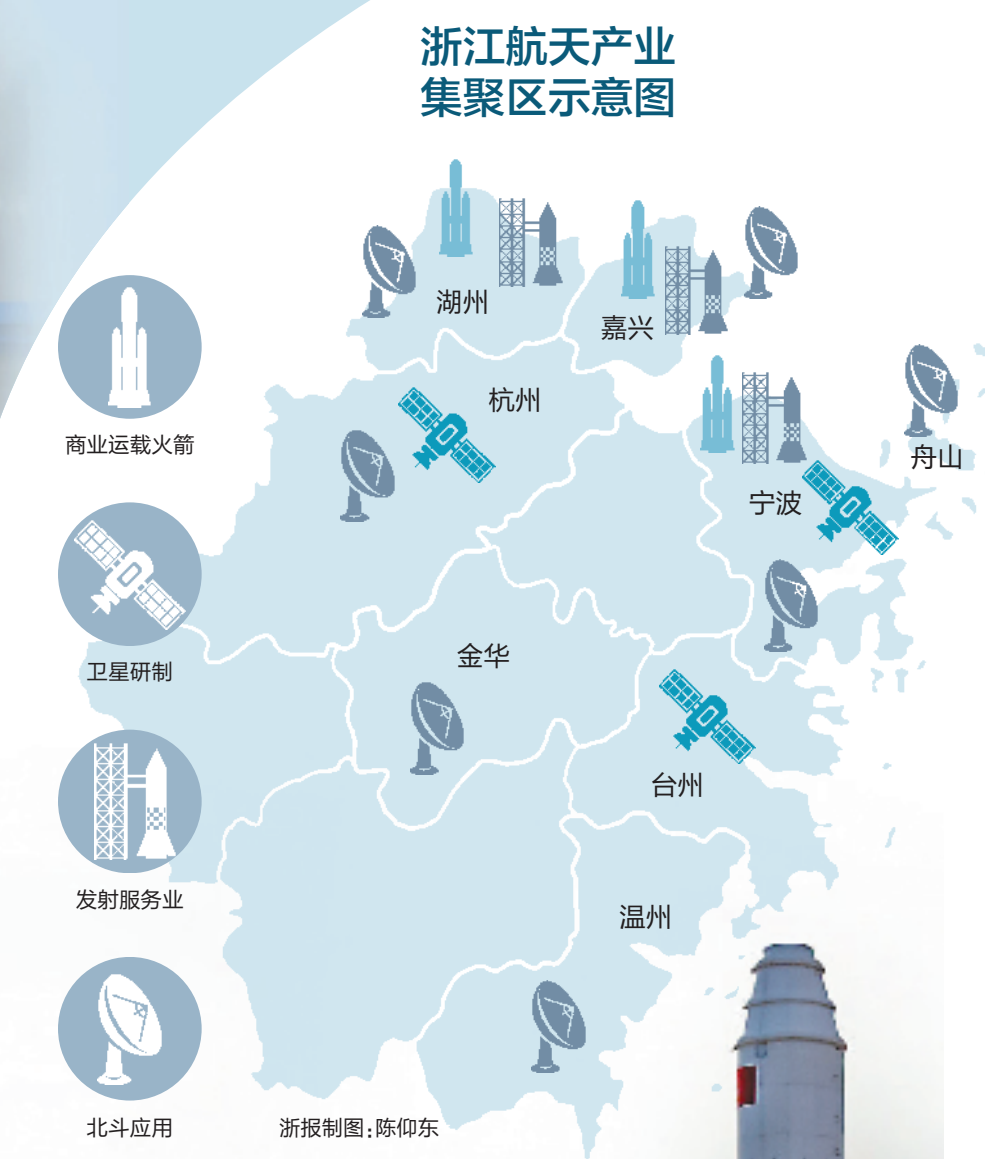 浙江航天产业
集聚区示意图
湖州
嘉兴
杭州
商业运载火箭
舟山
宁波
卫星研制
金华
台州
发射服务业
温州
北斗应用
浙报制图:陈仰东